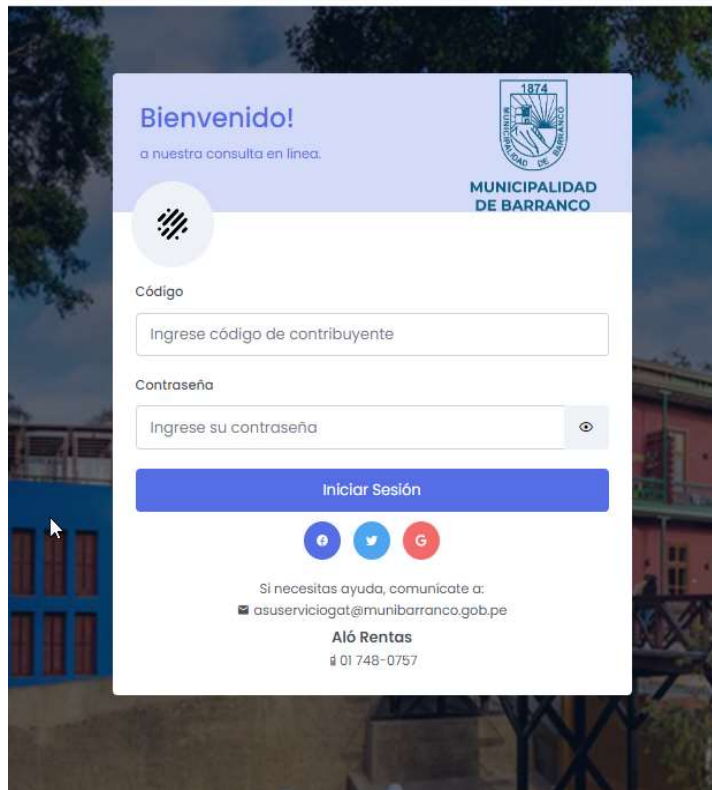 Bienvenido!
a nuestra consulta en linea.
1874
MUNICIPALIDAD DE BARRANCO
MUNICIPALIDAD
DE BARRANCO
Código
Ingrese código de contribuyente
Contraseña
Ingrese su contraseña
Iniciar Sesión
G
Si necesitas ayuda, comunícate a:
asuserviciogat@munibarranco.gob.pe
Aló Rentas
01 748-0757